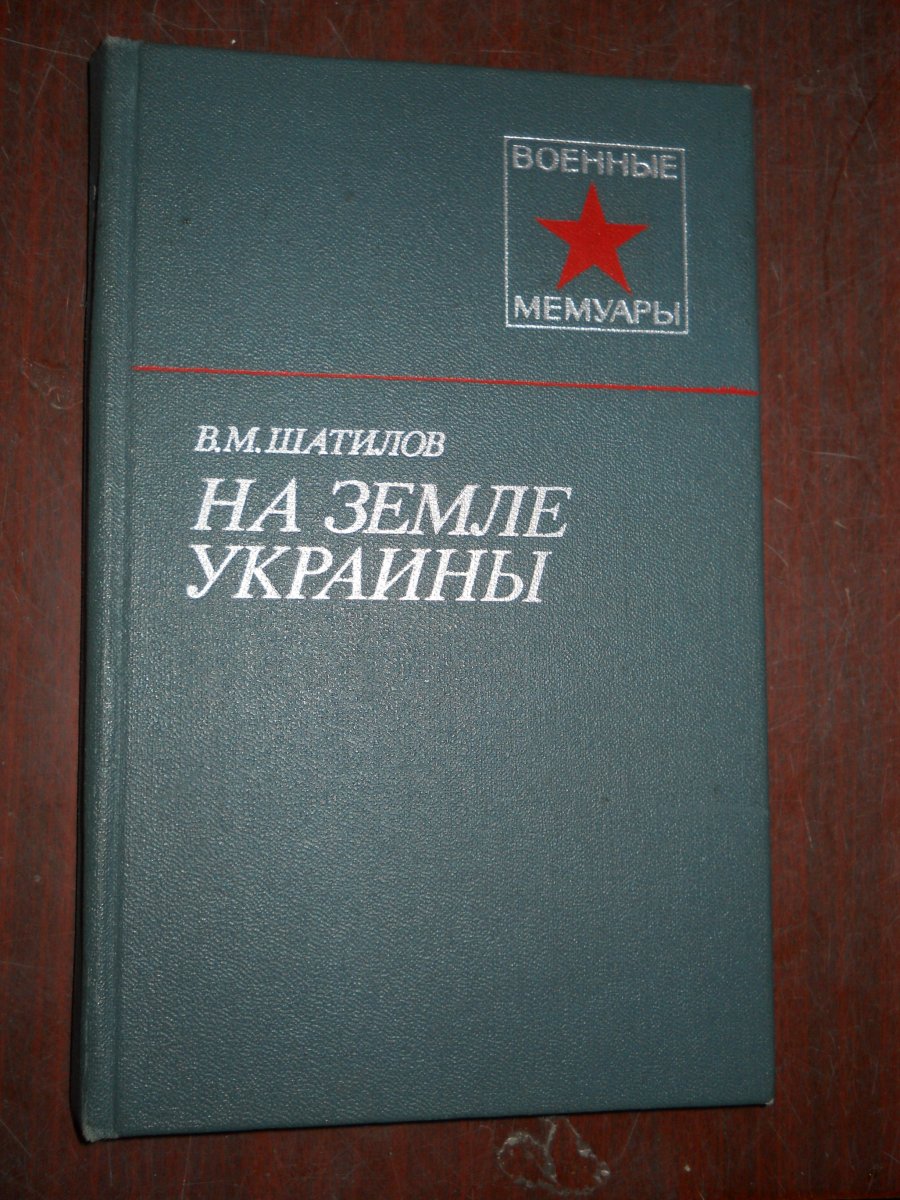 ВОЕННЫЕ
МЕМУАРЫ
В.М. ШАТИЛОВ
НА ЗЕМЛЕ
УКРАИНЫ